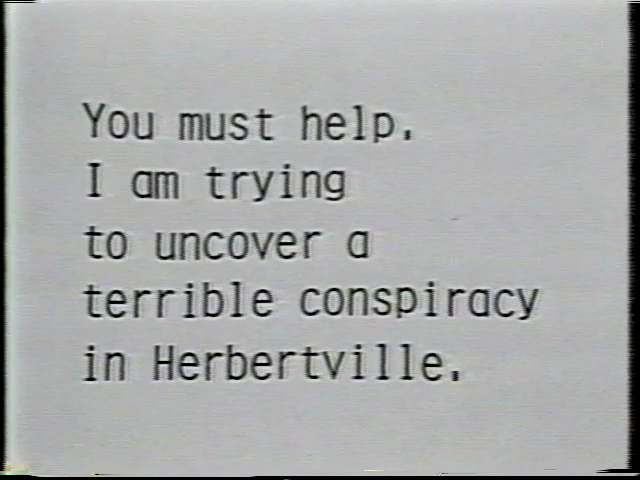 You must help.
I am trying
to uncover a
terrible conspiracy
in Herbertville.